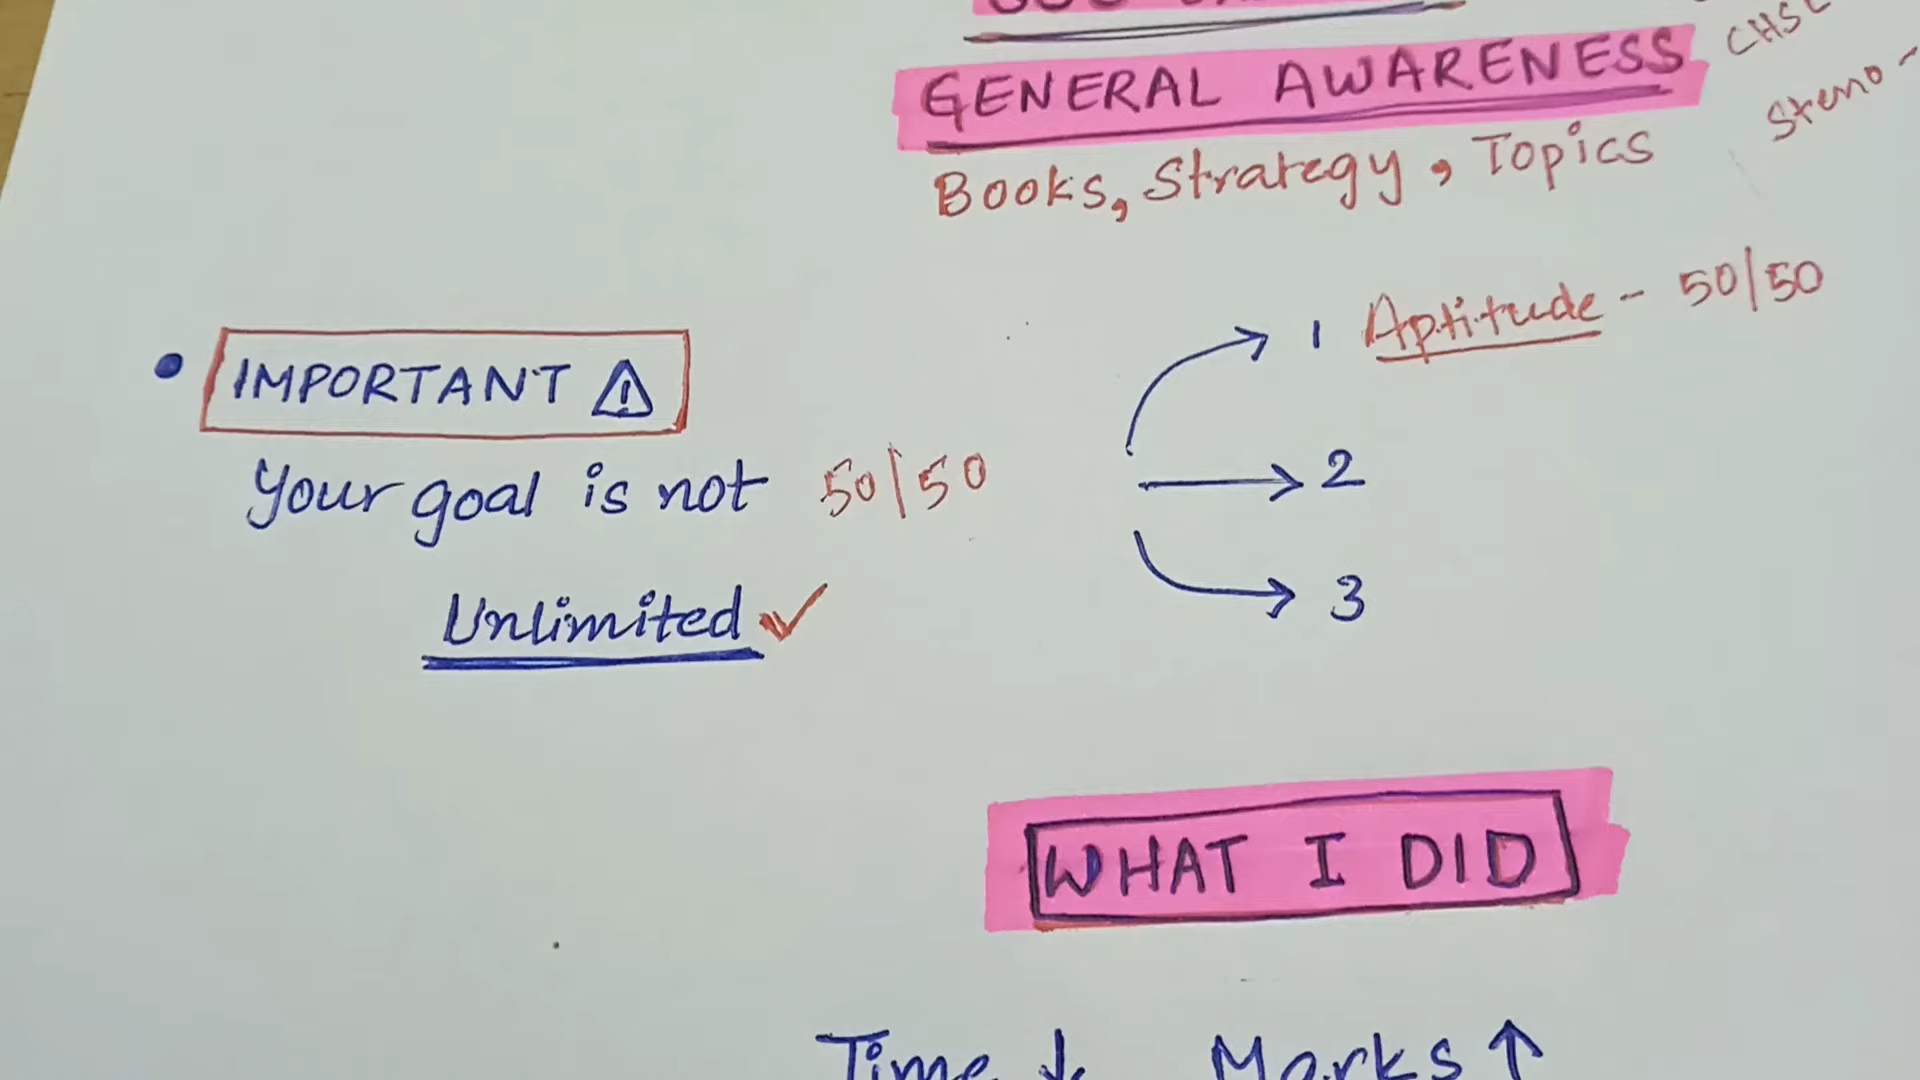 GENERAL AWARENESS
CHSL
Steno -
Books, Strategy, Topics
1 Aptitude - 50/50
IMPORTANT ⚠
Your goal is not 50/50
2
Unlimited ✓
3
WHAT I DID
Time ↓ Marks ↑